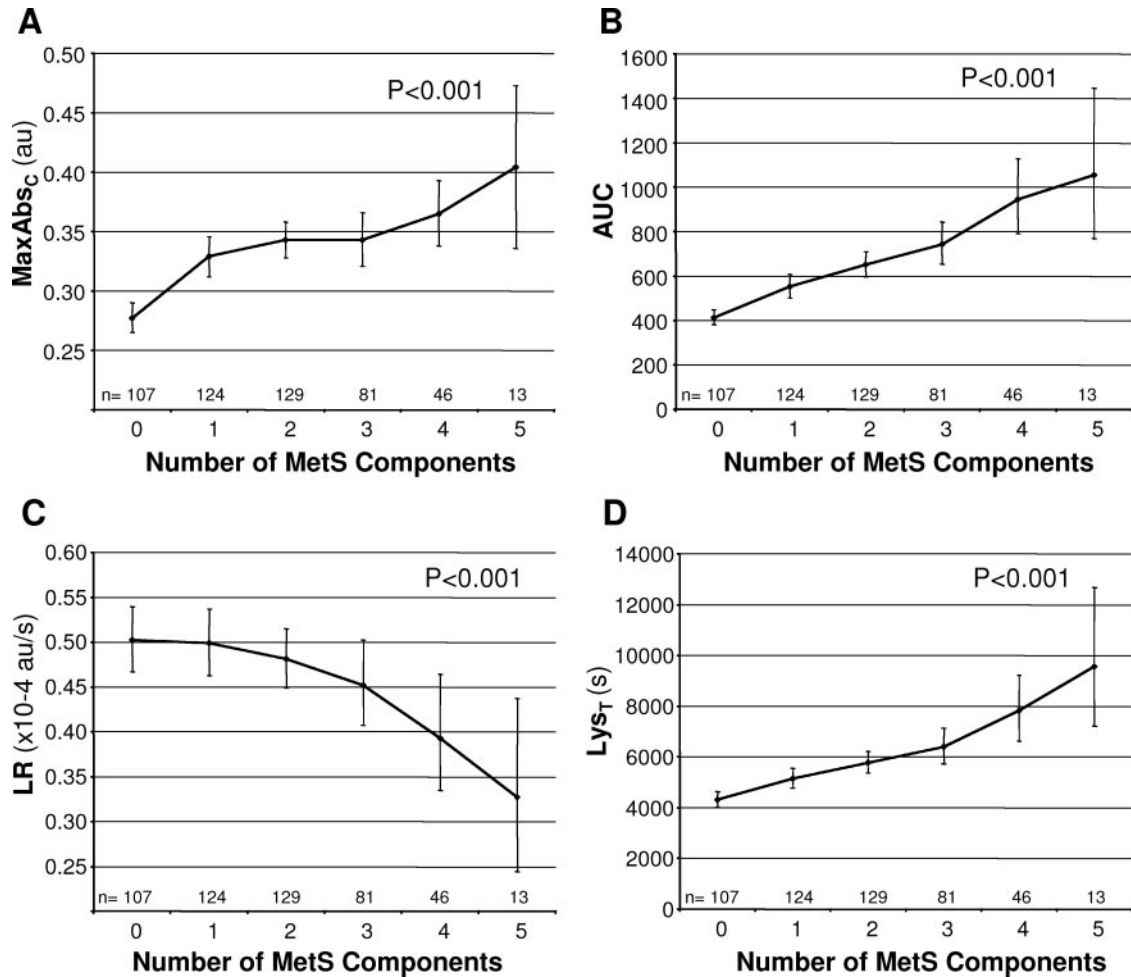 A
0.50
P<0.001
0.45
0.40
0.35
0.30
0.25
MaxAbsC (au)
n= 107 124 129 81 46 13
0 1 2 3 4 5
Number of MetS Components
B
1600
P<0.001
1400
1200
1000
800
600
400
200
0
AUC
n= 107 124 129 81 46 13
0 1 2 3 4 5
Number of MetS Components
C
0.60
P<0.001
0.55
0.50
0.45
0.40
0.35
0.30
0.25
LR (x10-4 au/s)
n= 107 124 129 81 46 13
0 1 2 3 4 5
Number of MetS Components
D
14000
P<0.001
12000
10000
8000
6000
4000
2000
0
LysT (s)
n= 107 124 129 81 46 13
0 1 2 3 4 5
Number of MetS Components